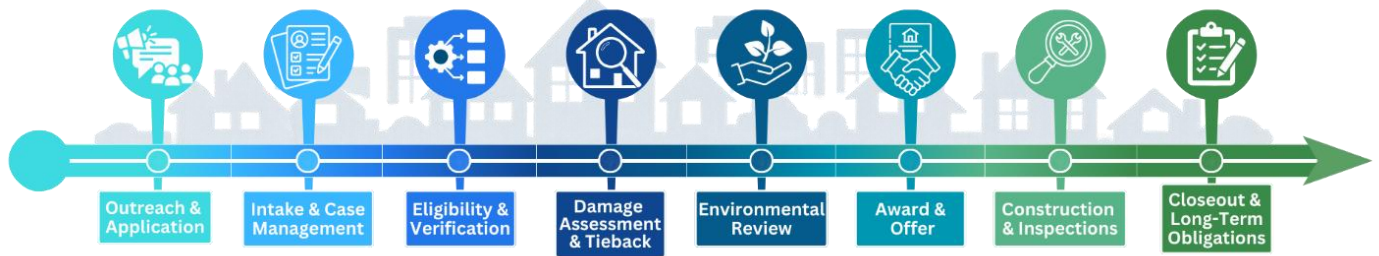 Outreach &
Application
Intake & Case
Management
Eligibility &
Verification
Damage
Assessment
& Tieback
Environmental
Review
Award &
Offer
Construction
& Inspections
Closeout &
Long-Term
Obligations